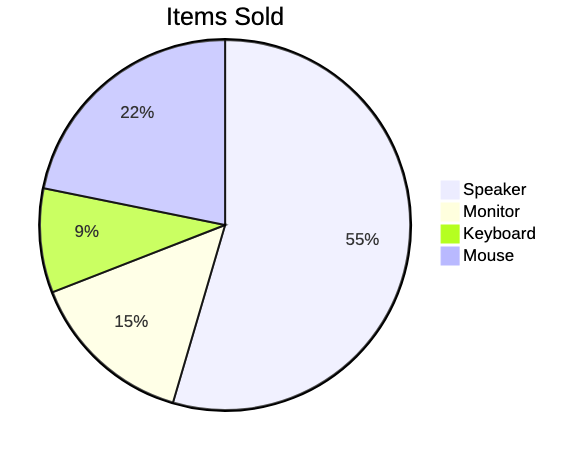 Items Sold
22%
9%
55%
15%
Speaker
Monitor
Keyboard
Mouse